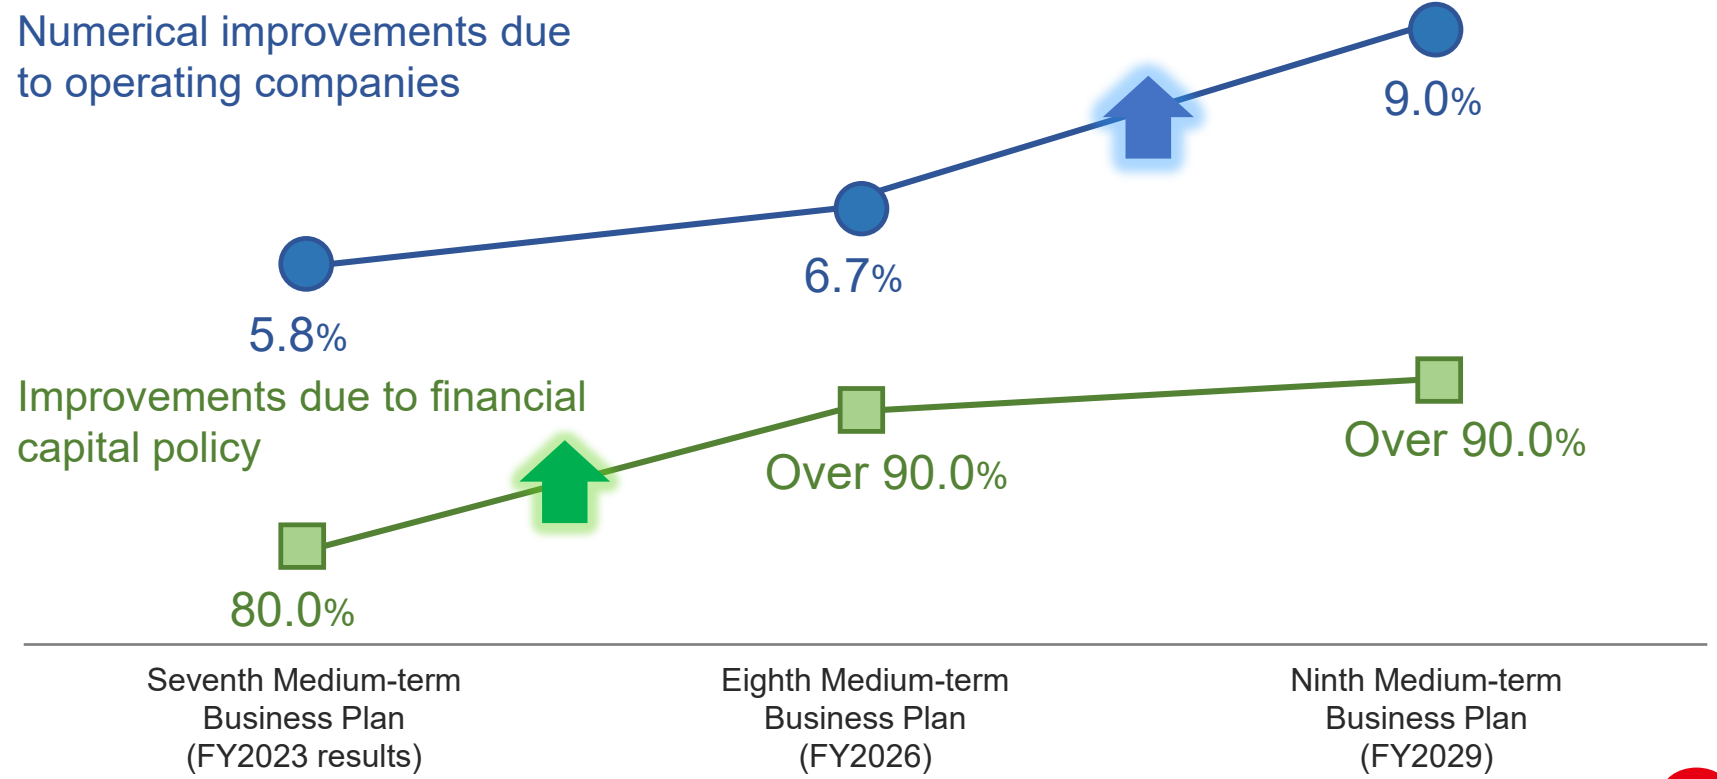 Numerical improvements due
to operating companies
9.0%
6.7%
5.8%
Improvements due to financial
capital policy
Over 90.0%
Over 90.0%
80.0%
Seventh Medium-term
Business Plan
(FY2023 results)
Eighth Medium-term
Business Plan
(FY2026)
Ninth Medium-term
Business Plan
(FY2029)